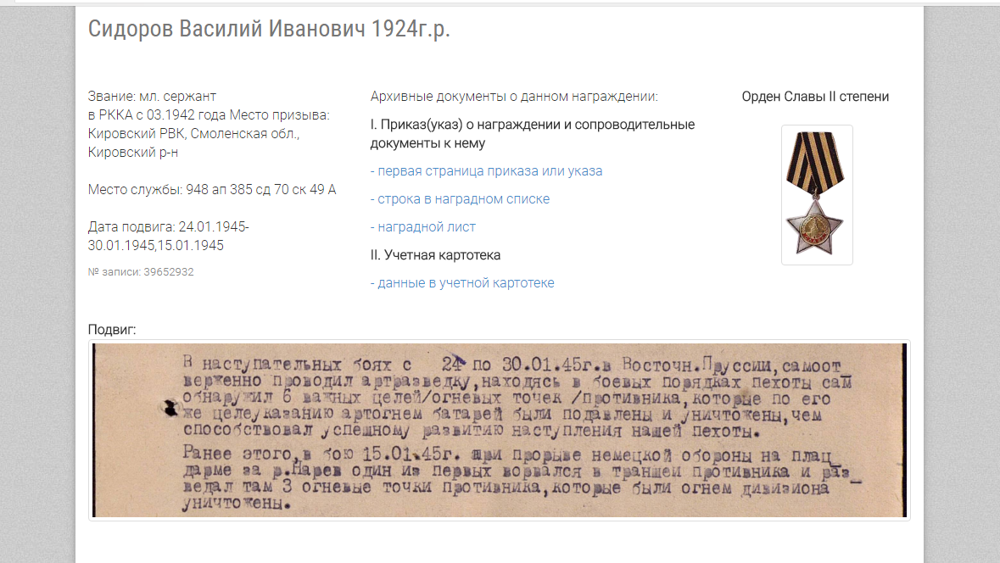 Сидоров Василий Иванович 1924г.р.
Звание: мл. сержант
в РККА с 03.1942 года Место призыва:
Кировский РВК, Смоленская обл.,
Кировский р-н
Место службы: 948 ап 385 сд 70 ск 49 А
Дата подвига: 24.01.1945-
30.01.1945,15.01.1945
№ записи: 39652932
Архивные документы о данном награждении:
I. Приказ(указ) о награждении и сопроводительные
документы к нему
- первая страница приказа или указа
- строка в наградном списке
- наградной лист
II. Учетная картотека
- данные в учетной картотеке
Орден Славы II степени
Подвиг:
В наступательных боях с 24 по 30.01.45г.в Восточн.Пруссии,самоот_
верженно проводил артразведку,находясь в боевых порядках пехоты сам
обнаружил 6 важных целей/огневых точек /противника,которые по его
же целеуказанию артогнем батарей были подавлены и уничтожены,чем
способствовал успешному развитию наступления нашей пехоты.
Ранее этого,в бою 15.01.45г. при прорыве немецкой обороны на плац_
дарме за р.Нарев один из первых ворвался в траншеи противника и раз_
ведал там 3 огневые точки противника,которые были огнем дивизиона
уничтожены.